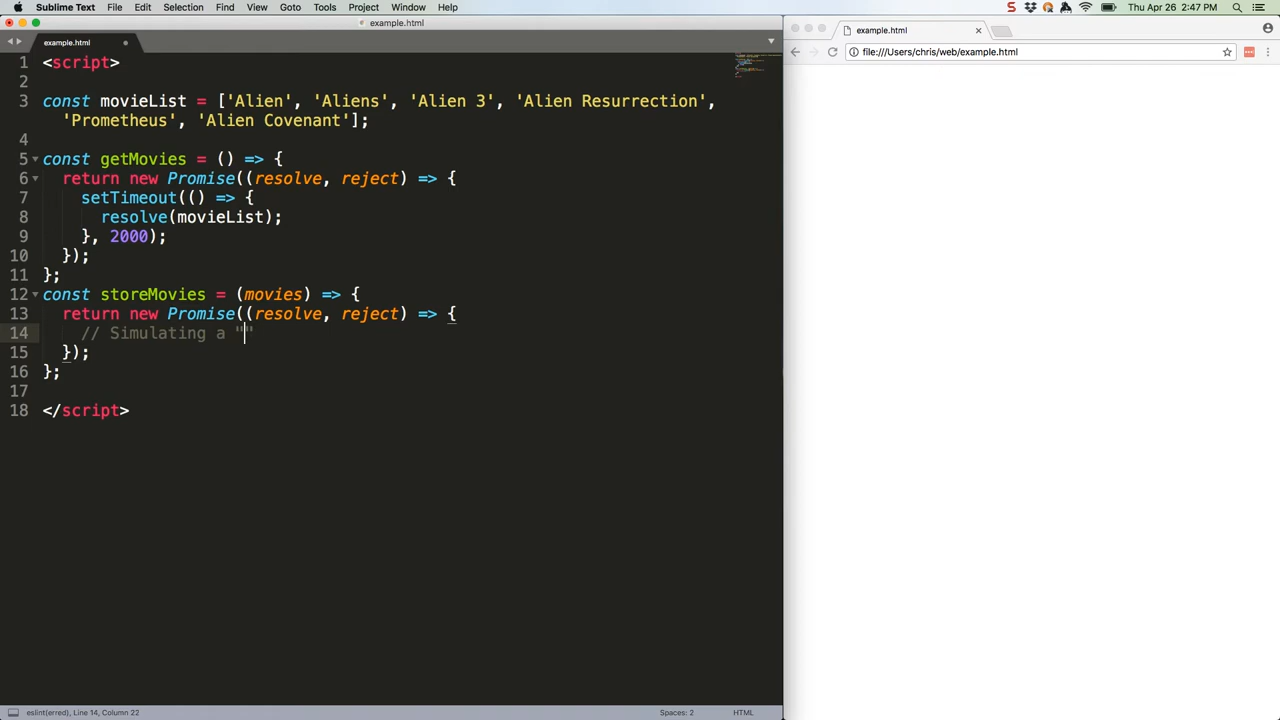 Sublime Text File Edit Selection Find View Goto Tools Project Window Help Thu Apr 26 2:47 PM
example.html
example.html
example.html
file:///Users/chris/web/example.html
1 <script>
2
3 const movieList = ['Alien', 'Aliens', 'Alien 3', 'Alien Resurrection',
'Prometheus', 'Alien Covenant'];
4
5 const getMovies = () => {
6 return new Promise((resolve, reject) => {
7 setTimeout(() => {
8 resolve(movieList);
9 }, 2000);
10 });
11 };
12 const storeMovies = (movies) => {
13 return new Promise((resolve, reject) => {
14 // Simulating a ""
15 });
16 };
17
18 </script>
eslint(erred), Line 14, Column 22 Spaces: 2 HTML